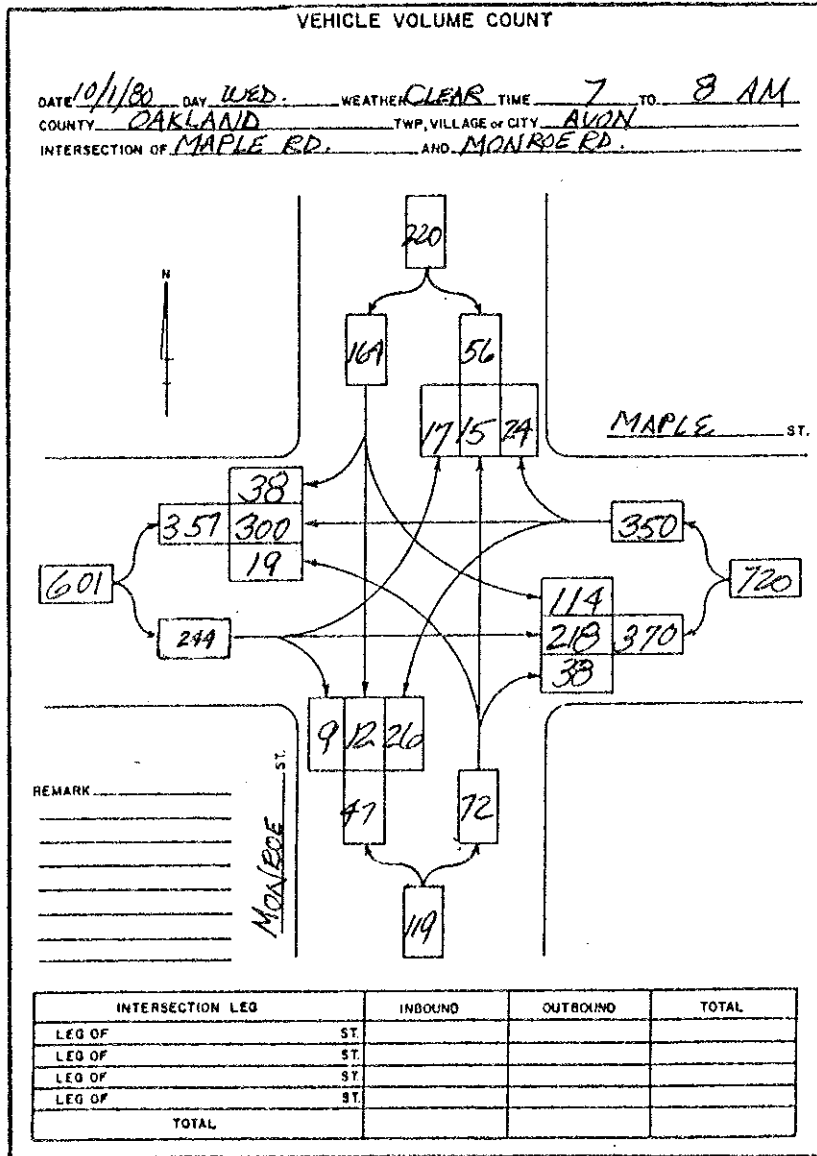 VEHICLE VOLUME COUNT
DATE 10/1/80 DAY WED. WEATHER CLEAR TIME 7 TO 8 AM
COUNTY OAKLAND TWP, VILLAGE or CITY AVON
INTERSECTION OF MAPLE RD. AND MONROE RD.
220
N
164 56
17 15 24
MAPLE ST.
38
357 300 350
19
601 720
114
244 218 370
38
9 12 26
REMARK
MONROE ST.
47 72
119
INTERSECTION LEG INBOUND OUTBOUND TOTAL
LEG OF ST.
LEG OF ST.
LEG OF ST.
LEG OF ST.
TOTAL